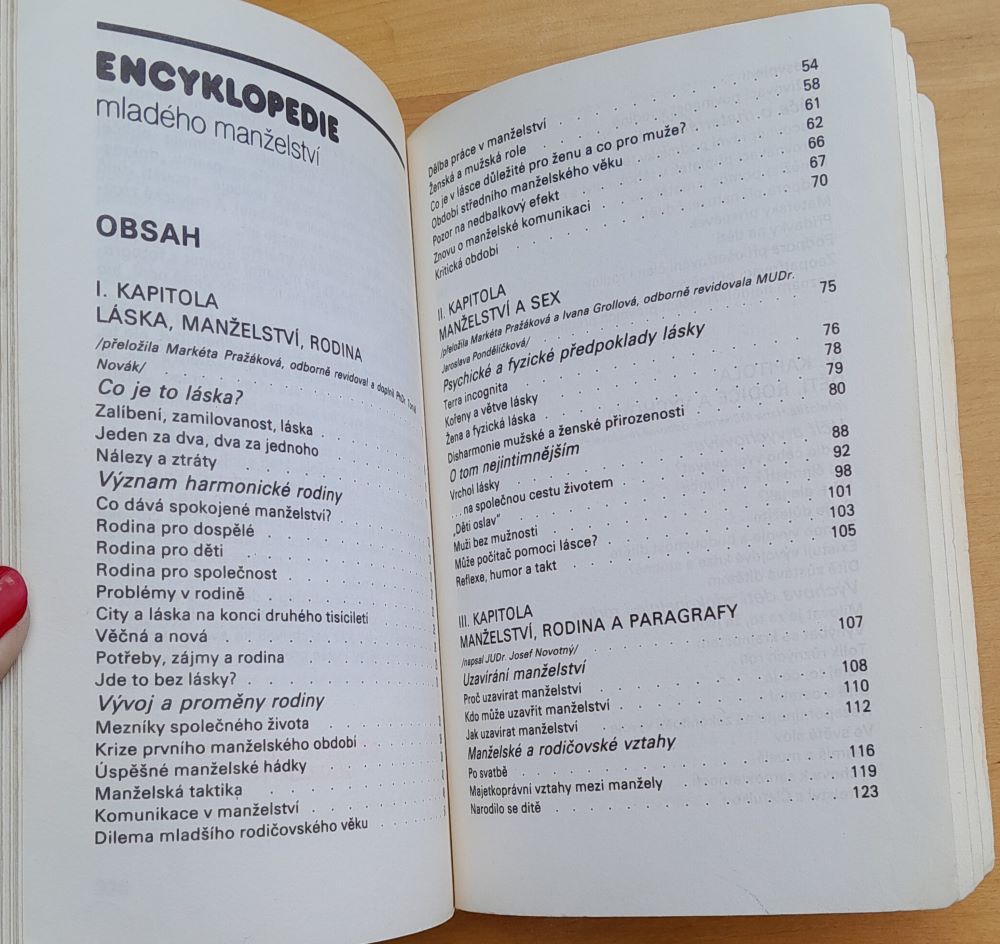 ENCYKLOPEDIE
mladého manželství
OBSAH
I. KAPITOLA
LÁSKA, MANŽELSTVÍ, RODINA
/přeložila Markéta Pražáková, odborně revidoval a doplnil PhDr. Tomáš
Novák/
Co je to láska?
Zalíbení, zamilovanost, láska
Jeden za dva, dva za jednoho
Nálezy a ztráty
Význam harmonické rodiny
Co dává spokojené manželství?
Rodina pro dospělé
Rodina pro děti
Rodina pro společnost
Problémy v rodině
City a láska na konci druhého tisíciletí
Věčná a nová
Potřeby, zájmy a rodina
Jde to bez lásky?
Vývoj a proměny rodiny
Mezníky společného života
Krize prvního manželského období
Úspěšné manželské hádky
Manželská taktika
Komunikace v manželství
Dilema mladšího rodičovského věku
Dělba práce v manželství 54
Ženská a mužská role 58
Co je v lásce důležité pro ženu a co pro muže? 61
Období středního manželského věku 62
Pozor na nedbalkový efekt 66
Znovu o manželské komunikaci 67
Kritická období 70
II. KAPITOLA
MANŽELSTVÍ A SEX
/přeložila Markéta Pražáková a Ivana Grollová, odborně revidovala MUDr.
Jaroslava Pondělíčková/ 75
Psychické a fyzické předpoklady lásky
Terra incognita 76
Kořeny a větve lásky 78
Žena a fyzická láska 79
Disharmonie mužské a ženské přirozenosti 80
O tom nejintimnějším
Vrchol lásky 88
... na společnou cestu životem 92
„Děti oslav" 98
Muži bez mužnosti 101
Může počítač pomoci lásce? 103
Reflexe, humor a takt 105
III. KAPITOLA
MANŽELSTVÍ, RODINA A PARAGRAFY
/napsal JUDr. Josef Novotný/ 107
Uzavírání manželství
Proč uzavírat manželství 108
Kdo může uzavřít manželství 110
Jak uzavírat manželství 112
Manželské a rodičovské vztahy
Po svatbě 116
Majetkoprávní vztahy mezi manžely 119
Narodilo se dítě 123